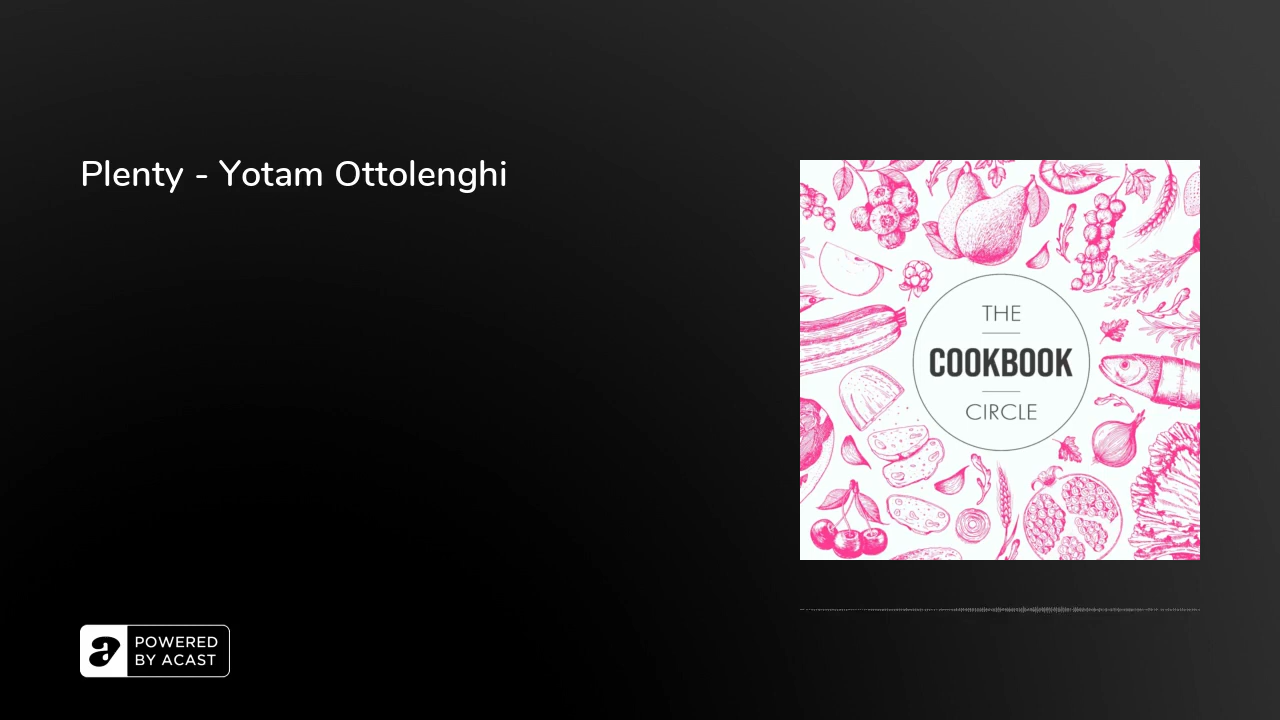 Plenty - Yotam Ottolenghi
THE
COOKBOOK
CIRCLE
POWERED
BY ACAST